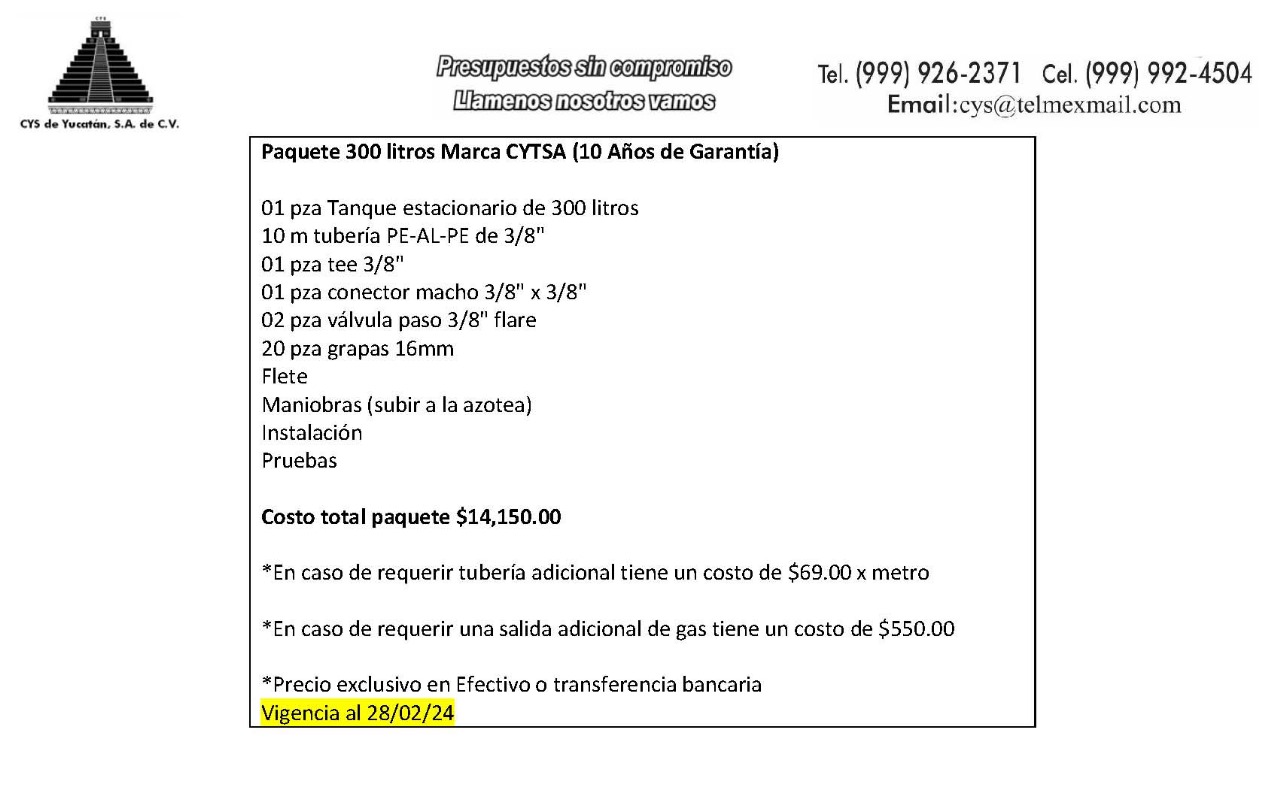 CYS
CYS de Yucatán, S.A. de C.V.
Presupuestos sin compromiso
Llamenos nosotros vamos
Tel. (999) 926-2371 Cel. (999) 992-4504
Email:cys@telmexmail.com
Paquete 300 litros Marca CYTSA (10 Años de Garantía)
01 pza Tanque estacionario de 300 litros
10 m tubería PE-AL-PE de 3/8"
01 pza tee 3/8"
01 pza conector macho 3/8" x 3/8"
02 pza válvula paso 3/8" flare
20 pza grapas 16mm
Flete
Maniobras (subir a la azotea)
Instalación
Pruebas
Costo total paquete $14,150.00
*En caso de requerir tubería adicional tiene un costo de $69.00 x metro
*En caso de requerir una salida adicional de gas tiene un costo de $550.00
*Precio exclusivo en Efectivo o transferencia bancaria
Vigencia al 28/02/24